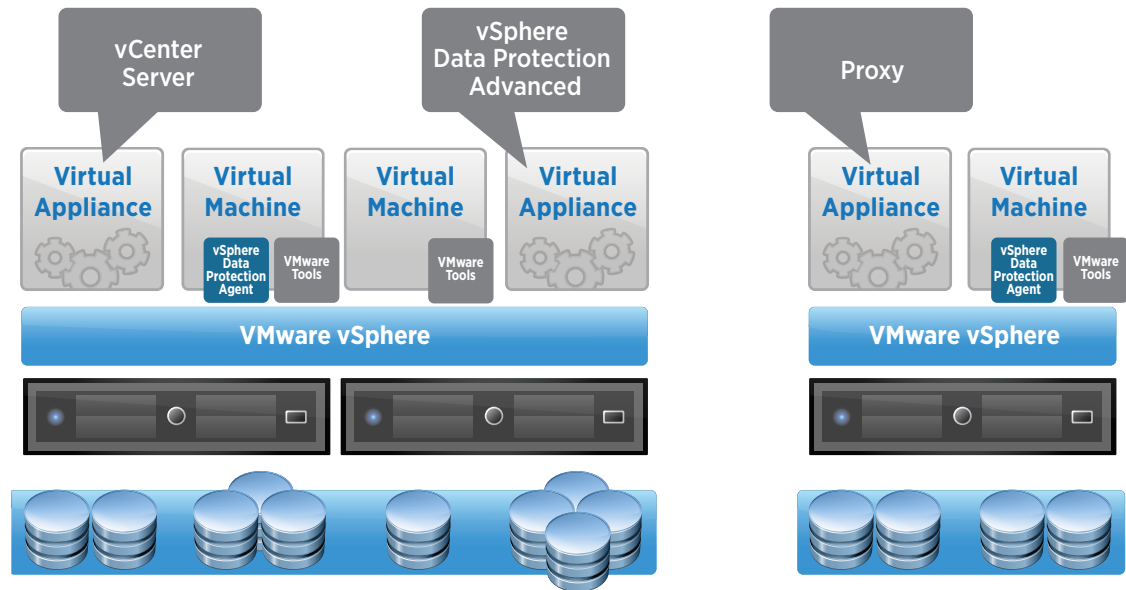 vCenter
Server
vSphere
Data Protection
Advanced
Proxy
Virtual
Appliance
Virtual
Machine
vSphere
Data
Protection
Agent
VMware
Tools
Virtual
Machine
VMware
Tools
Virtual
Appliance
Virtual
Appliance
Virtual
Machine
vSphere
Data
Protection
Agent
VMware
Tools
VMware vSphere
VMware vSphere